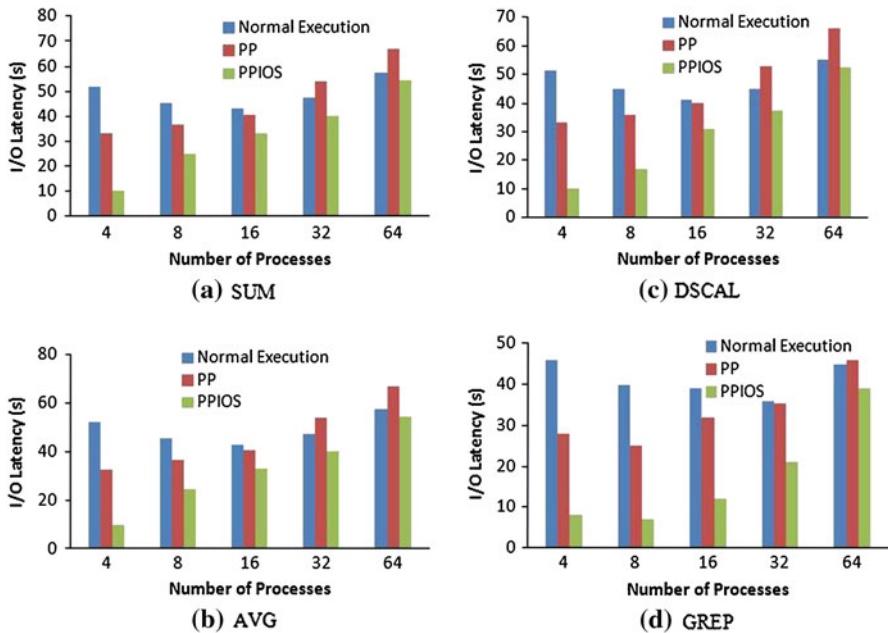 80
70
60
50
40
30
20
10
0
I/O Latency (s)
Normal Execution
PP
PPIOS
4 8 16 32 64
Number of Processes
(a) SUM
80
60
40
20
0
I/O Latency (s)
Normal Execution
PP
PPIOS
4 8 16 32 64
Number of Processes
(b) AVG
70
60
50
40
30
20
10
0
I/O Latency (s)
Normal Execution
PP
PPIOS
4 8 16 32 64
Number of Processes
(c) DSCAL
50
40
30
20
10
0
I/O Latency (s)
Normal Execution
PP
PPIOS
4 8 16 32 64
Number of Processes
(d) GREP